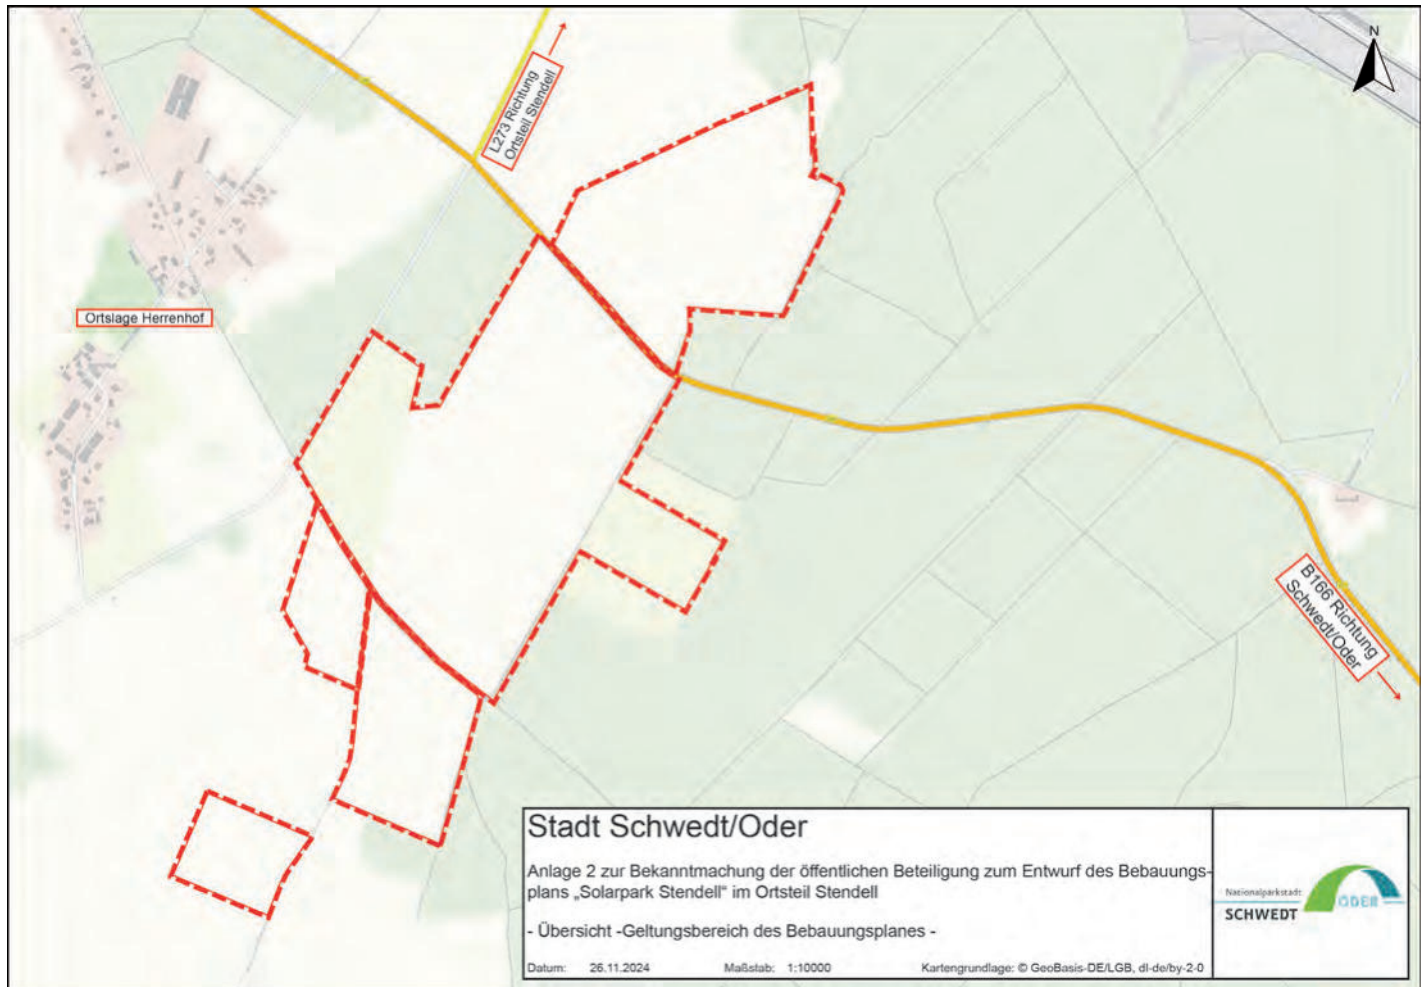 N
L273 Richtung
Ortsteil Stendell
Ortslage Herrenhof
B166 Richtung
Schwedt/Oder
Stadt Schwedt/Oder
Anlage 2 zur Bekanntmachung der öffentlichen Beteiligung zum Entwurf des Bebauungs-
plans „Solarpark Stendell“ im Ortsteil Stendell
- Übersicht -Geltungsbereich des Bebauungsplanes -
Datum: 26.11.2024 Maßstab: 1:10000 Kartengrundlage: © GeoBasis-DE/LGB, dl-de/by-2-0
Nationalparkstadt
SCHWEDT ODER